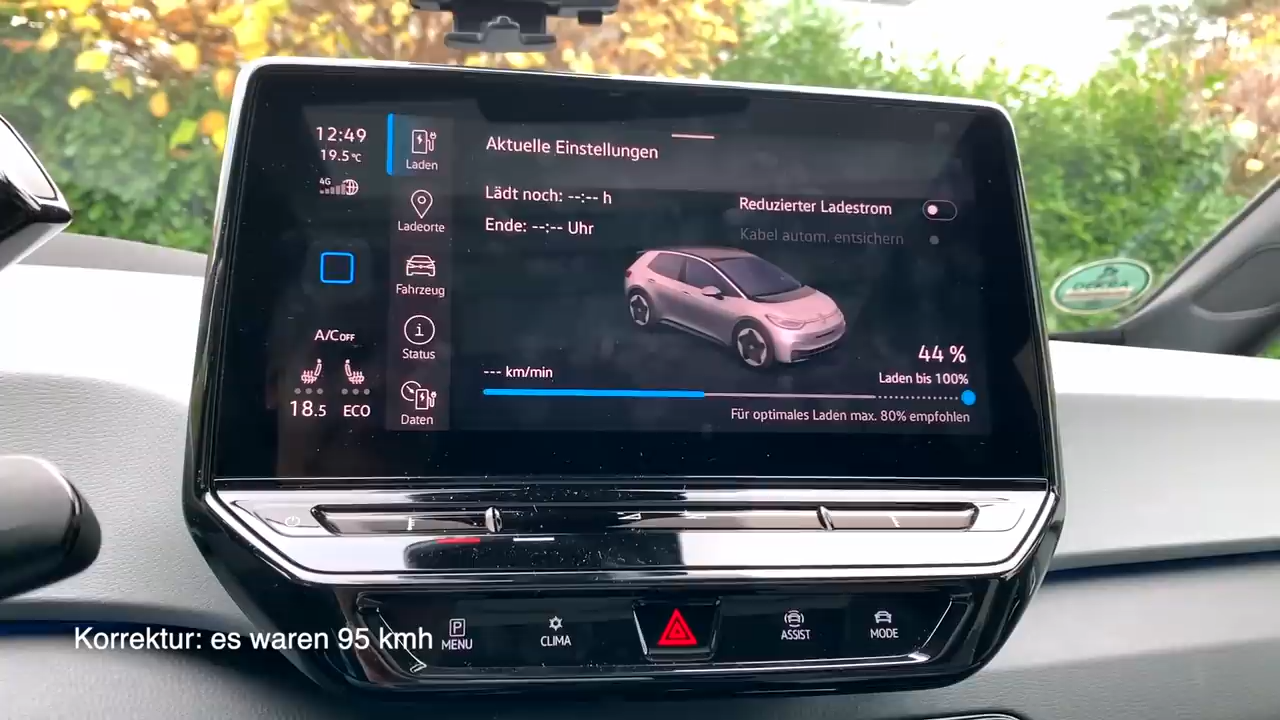 12:49
19.5°C
4G
A/C OFF
18.5 ECO
Laden
Ladeorte
Fahrzeug
Status
Daten
Aktuelle Einstellungen
Lädt noch: --:-- h
Ende: --:-- Uhr
Reduzierter Ladestrom
Kabel autom. entsichern
44 %
Laden bis 100%
--- km/min
Für optimales Laden max. 80% empfohlen
P
MENU
CLIMA
ASSIST
MODE
Korrektur: es waren 95 kmh